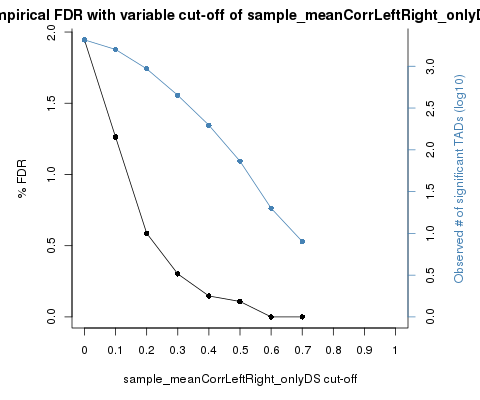 mpirical FDR with variable cut-off of sample_meanCorrLeftRight_onlyD
% FDR
2.0
1.5
1.0
0.5
0.0
3.0
2.5
2.0
1.5
1.0
0.5
0.0
Observed # of significant TADs (log10)
0 0.1 0.2 0.3 0.4 0.5 0.6 0.7 0.8 0.9 1
sample_meanCorrLeftRight_onlyDS cut-off